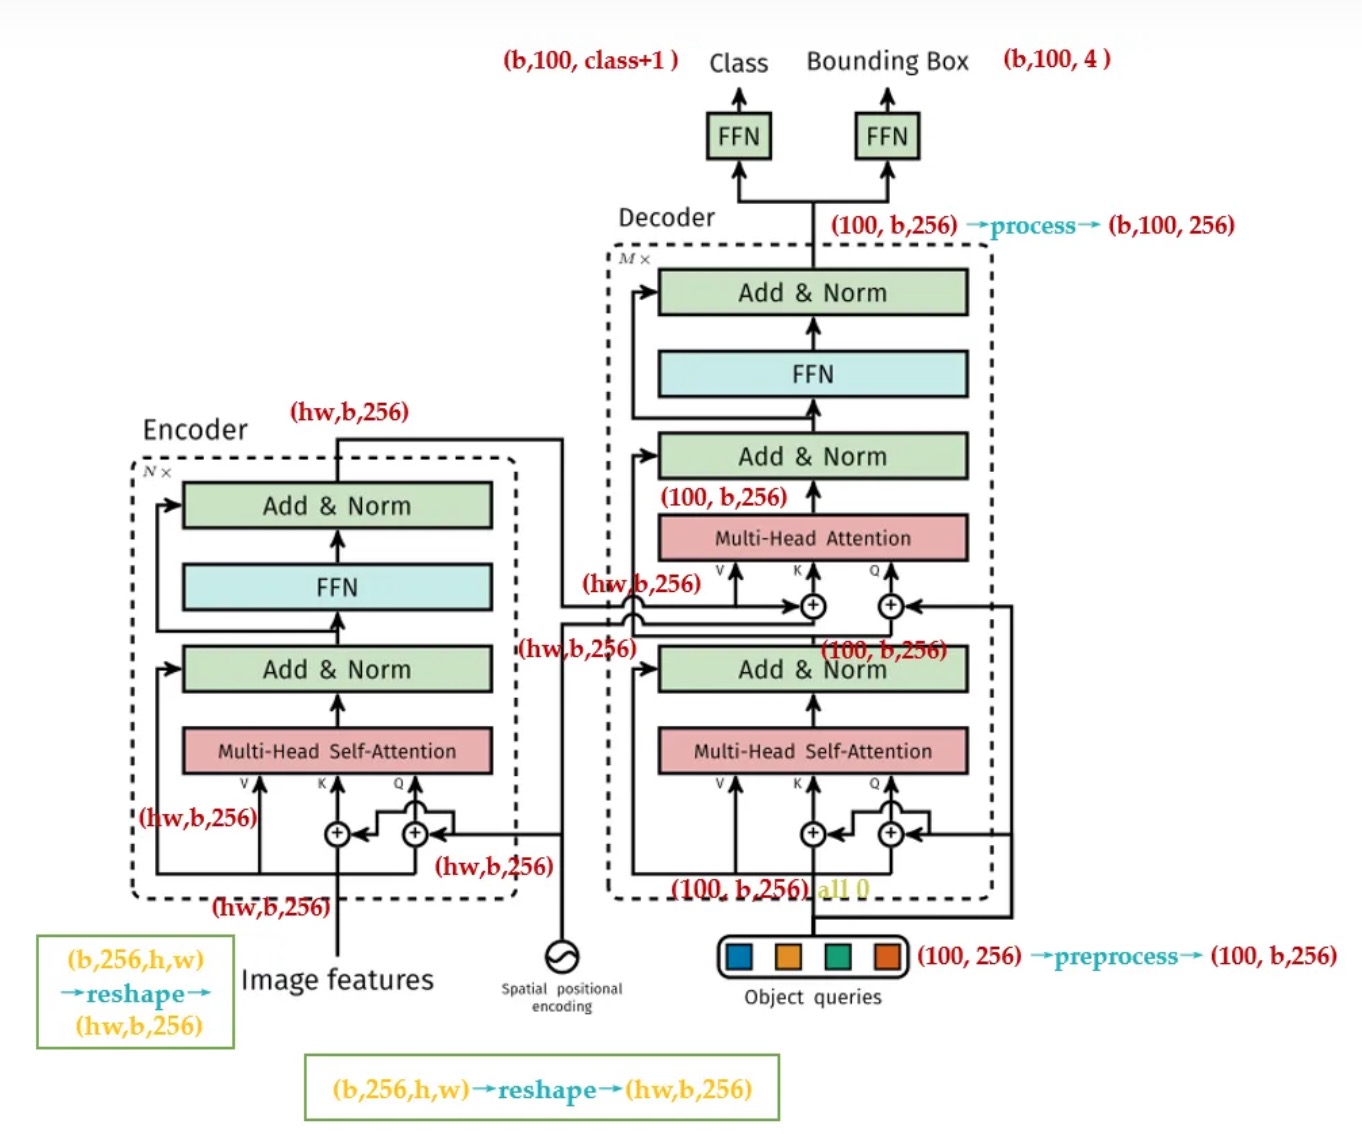 (b,100, class+1 ) Class Bounding Box (b,100, 4 )
FFN FFN
Decoder (100, b,256) →process→ (b,100, 256)
M ×
Add & Norm
FFN
Add & Norm
(100, b,256)
Multi-Head Attention
V K Q
(hw,b,256)
(hw,b,256)
(100, b,256)
Add & Norm
Multi-Head Self-Attention
V K Q
(100, b,256) all 0
(hw,b,256)
Encoder
N ×
Add & Norm
FFN
Add & Norm
Multi-Head Self-Attention
V K Q
(hw,b,256)
(hw,b,256)
(hw,b,256)
(b,256,h,w)
→reshape→
(hw,b,256)
Image features
Spatial positional
encoding
(100, 256) →preprocess→ (100, b,256)
Object queries
(b,256,h,w)→reshape→(hw,b,256)